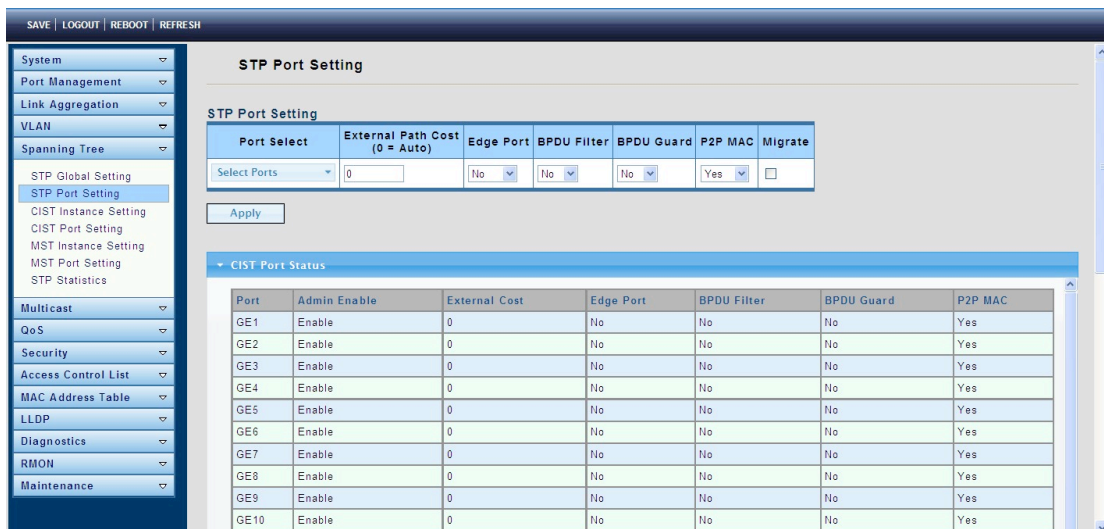 SAVE | LOGOUT | REBOOT | REFRESH
System
Port Management
Link Aggregation
VLAN
Spanning Tree
STP Global Setting
STP Port Setting
CIST Instance Setting
CIST Port Setting
MST Instance Setting
MST Port Setting
STP Statistics
Multicast
QoS
Security
Access Control List
MAC Address Table
LLDP
Diagnostics
RMON
Maintenance
STP Port Setting
STP Port Setting
Port Select External Path Cost (0 = Auto) Edge Port BPDU Filter BPDU Guard P2P MAC Migrate
Select Ports 0 No No No Yes
Apply
CIST Port Status
Port Admin Enable External Cost Edge Port BPDU Filter BPDU Guard P2P MAC
GE1 Enable 0 No No No Yes
GE2 Enable 0 No No No Yes
GE3 Enable 0 No No No Yes
GE4 Enable 0 No No No Yes
GE5 Enable 0 No No No Yes
GE6 Enable 0 No No No Yes
GE7 Enable 0 No No No Yes
GE8 Enable 0 No No No Yes
GE9 Enable 0 No No No Yes
GE10 Enable 0 No No No Yes